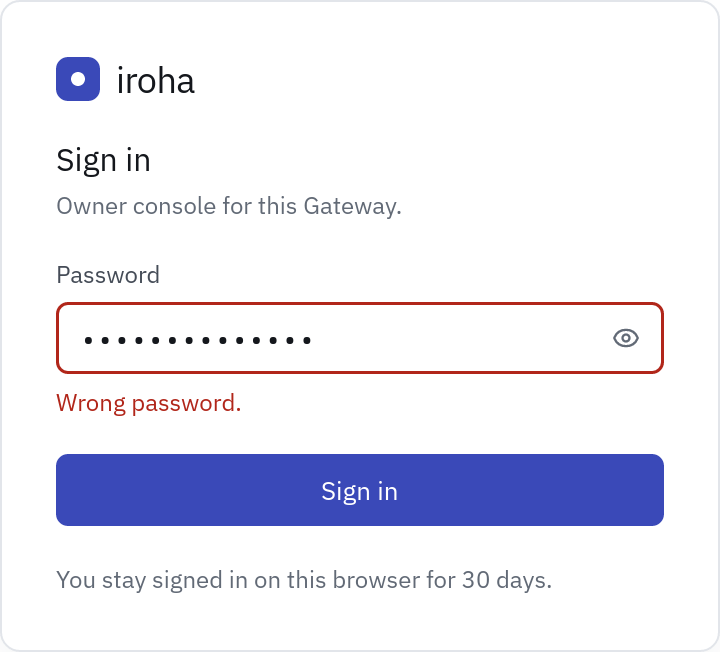 iroha
Sign in
Owner console for this Gateway.
Password
••••••••••••••
Wrong password.
Sign in
You stay signed in on this browser for 30 days.